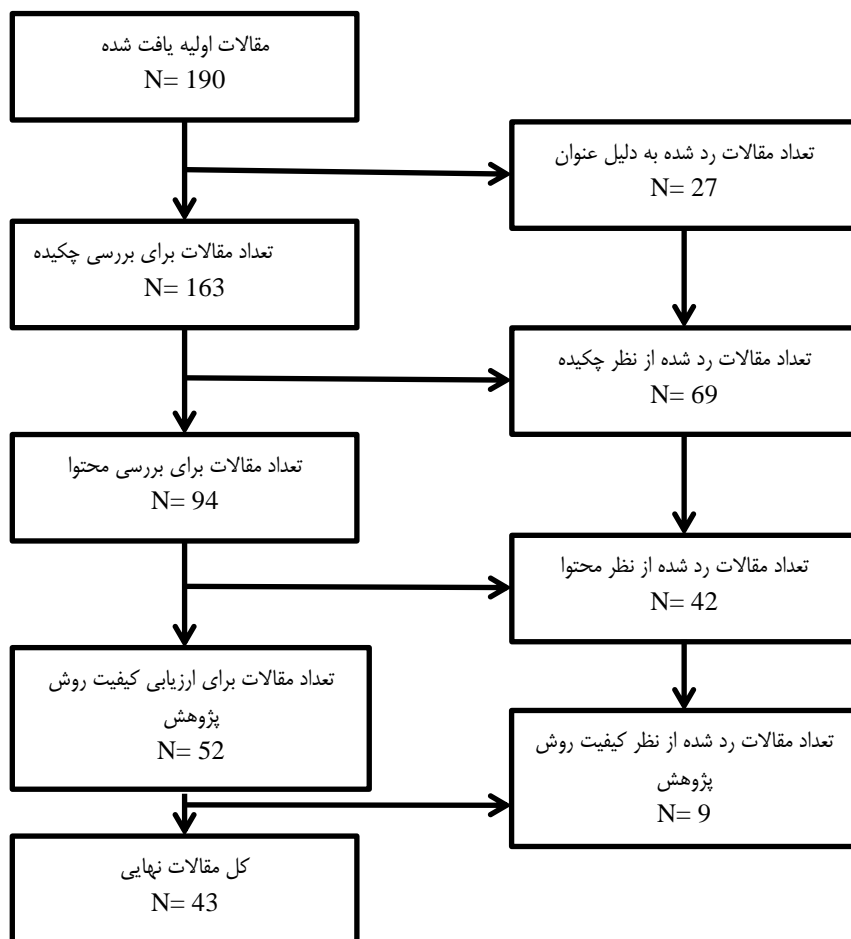 مقالات اولیه یافت شده
N= 190
تعداد مقالات رد شده به دلیل عنوان
N= 27
تعداد مقالات برای بررسی چکیده
N= 163
تعداد مقالات رد شده از نظر چکیده
N= 69
تعداد مقالات برای بررسی محتوا
N= 94
تعداد مقالات رد شده از نظر محتوا
N= 42
تعداد مقالات برای ارزیابی کیفیت روش
پژوهش
N= 52
تعداد مقالات رد شده از نظر کیفیت روش
پژوهش
N= 9
کل مقالات نهایی
N= 43